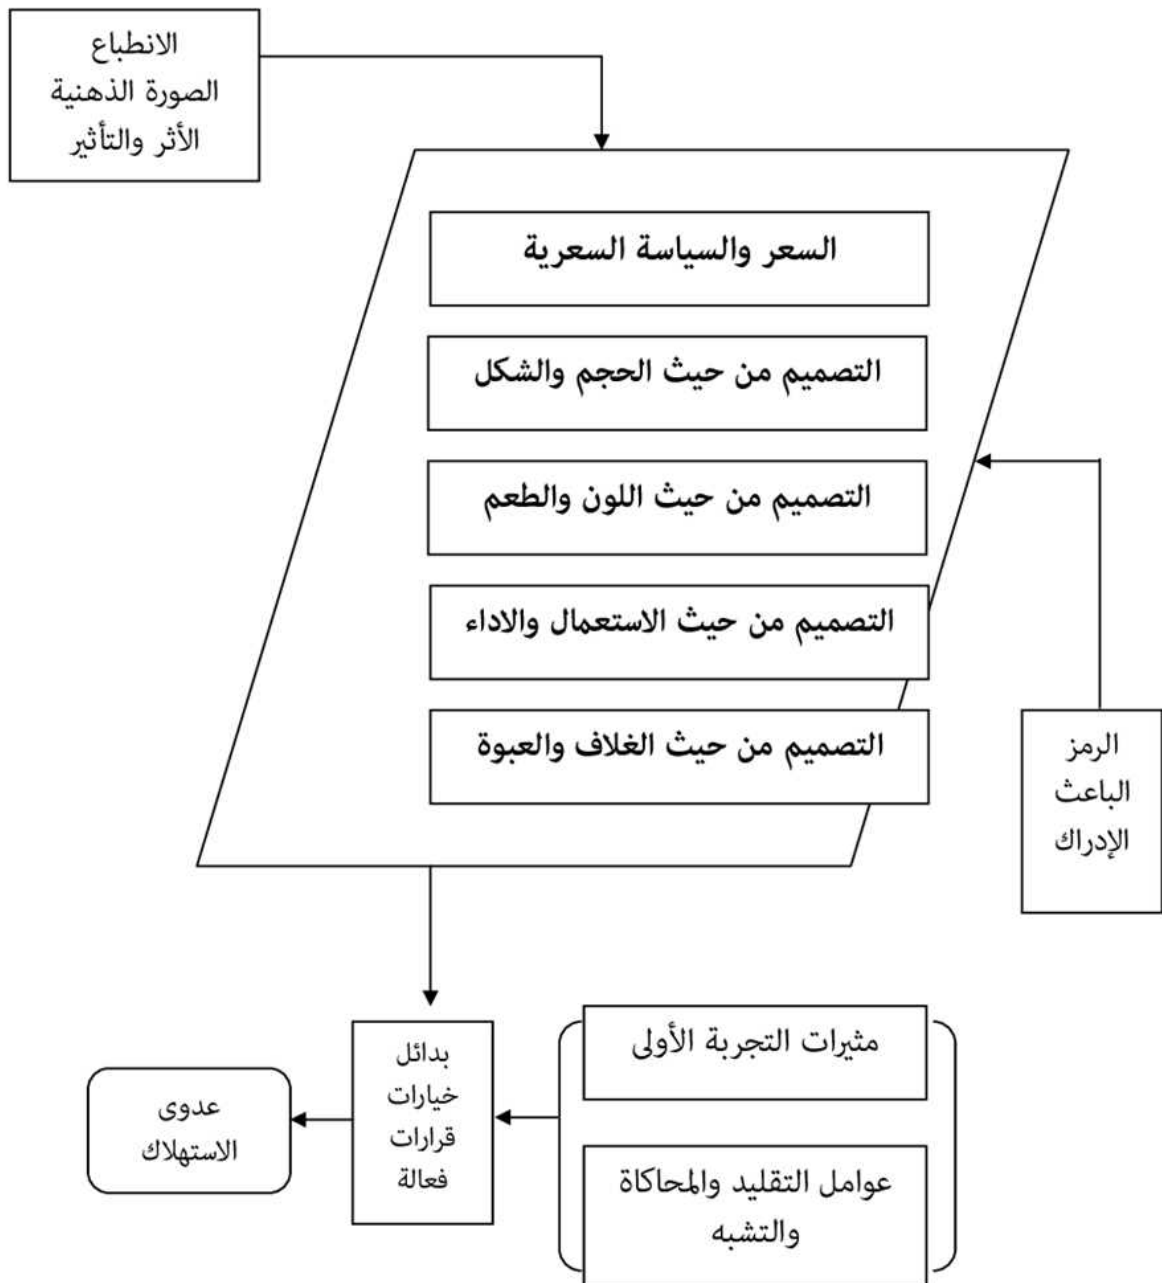 الانطباع
الصورة الذهنية
الأثر والتأثير
السعر والسياسة السعرية
التصميم من حيث الحجم والشكل
التصميم من حيث اللون والطعم
التصميم من حيث الاستعمال والاداء
التصميم من حيث الغلاف والعبوة
الرمز
الباعث
الإدراك
مثيرات التجربة الأولى
عوامل التقليد والمحاكاة
والتشبه
بدائل
خيارات
قرارات
فعالة
عدوى
الاستهلاك